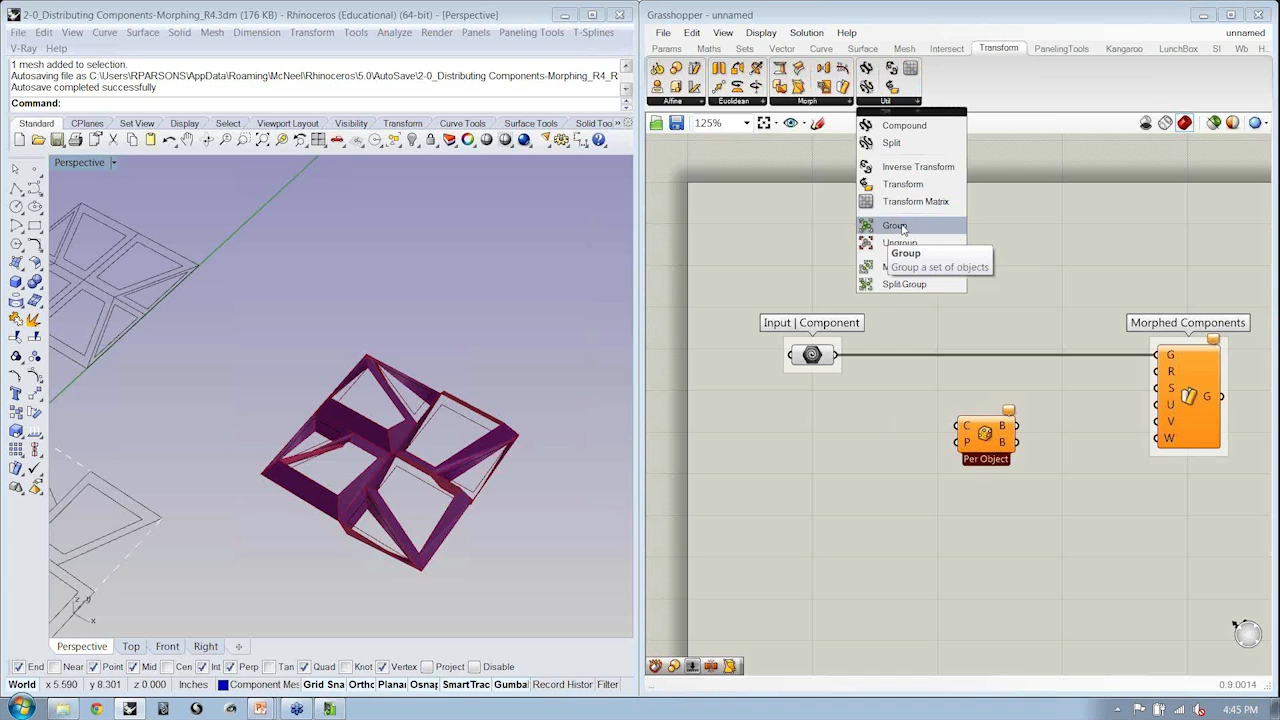 2-0_Distributing Components-Morphing_R4.3dm (176 KB) - Rhinoceros (Educational) (64-bit) - [Perspective]
File Edit View Curve Surface Solid Mesh Dimension Transform Tools Analyze Render Panels Paneling Tools T-Splines
V-Ray Help
1 mesh added to selection.
Autosaving file as C:\Users\RPARSONS\AppData\Roaming\McNeel\Rhinoceros\5.0\AutoSave\2-0_Distributing Components-Morphing_R4_R
Autosave completed successfully
Command:
Standard CPlanes Set View Display Select Viewport Layout Visibility Transform Curve Tools Surface Tools Solid Too »
Perspective
z y
x
Perspective Top Front Right
End Near Point Mid Cen Int Perp Tan Quad Knot Vertex Project Disable
World x 5.590 y 8.301 z 0.000 Inches Component Me Grid Sna Ortho Planar Osnap SmartTrac Gumba Record Histor Filter
Grasshopper - unnamed
File Edit View Display Solution Help unnamed
Params Maths Sets Vector Curve Surface Mesh Intersect Transform PanelingTools Kangaroo LunchBox SI Wb H
Affine Euclidean Morph Util
125%
Compound
Split
Inverse Transform
Transform
Transform Matrix
Group
Ungroup
Group
Group a set of objects
M
Split Group
Input | Component
Morphed Components
G
R
S
U
V
W
G
C B
P B
Per Object
0.9.0014
4:45 PM